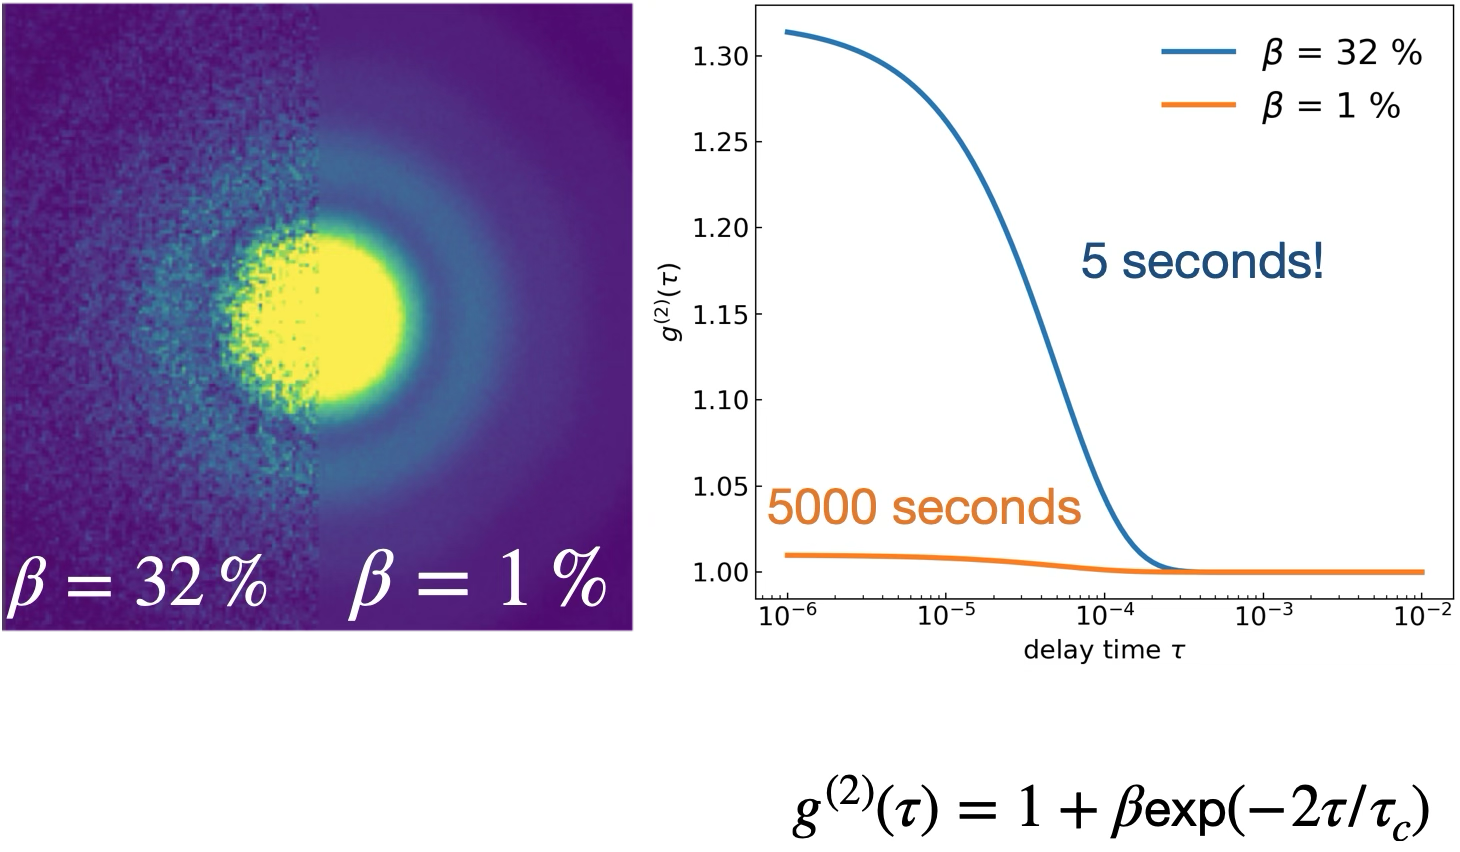 β = 32 % β = 1 %
1.30
1.25
1.20
1.15
1.10
1.05
1.00
g⁽²⁾(τ)
β = 32 %
β = 1 %
5 seconds!
5000 seconds
10⁻⁶ 10⁻⁵ 10⁻⁴ 10⁻³ 10⁻²
delay time τ
g⁽²⁾(τ) = 1 + βexp(−2τ/τ_c)